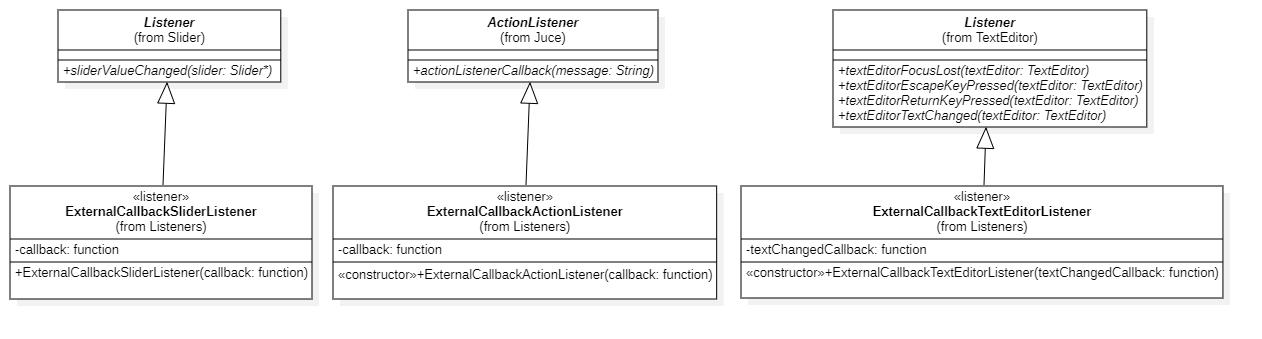 Listener
(from Slider)
+sliderValueChanged(slider: Slider*)
ActionListener
(from Juce)
+actionListenerCallback(message: String)
Listener
(from TextEditor)
+textEditorFocusLost(textEditor: TextEditor)
+textEditorEscapeKeyPressed(textEditor: TextEditor)
+textEditorReturnKeyPressed(textEditor: TextEditor)
+textEditorTextChanged(textEditor: TextEditor)
«listener»
ExternalCallbackSliderListener
(from Listeners)
-callback: function
+ExternalCallbackSliderListener(callback: function)
«listener»
ExternalCallbackActionListener
(from Listeners)
-callback: function
«constructor»+ExternalCallbackActionListener(callback: function)
«listener»
ExternalCallbackTextEditorListener
(from Listeners)
-textChangedCallback: function
«constructor»+ExternalCallbackTextEditorListener(textChangedCallback: function)